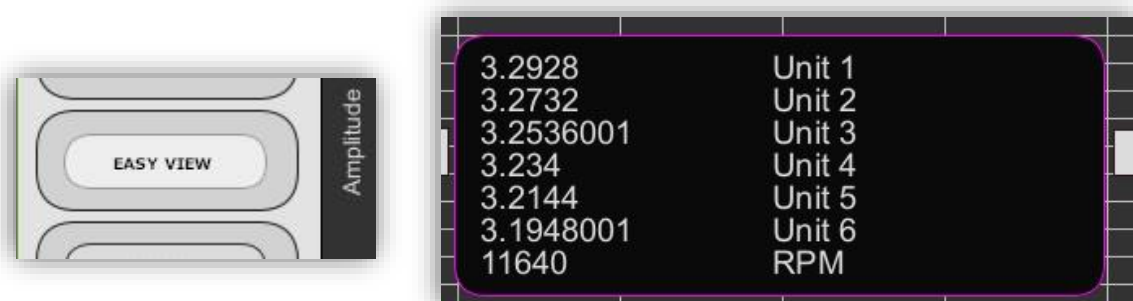 EASY VIEW
Amplitude
3.2928 Unit 1
3.2732 Unit 2
3.2536001 Unit 3
3.234 Unit 4
3.2144 Unit 5
3.1948001 Unit 6
11640 RPM